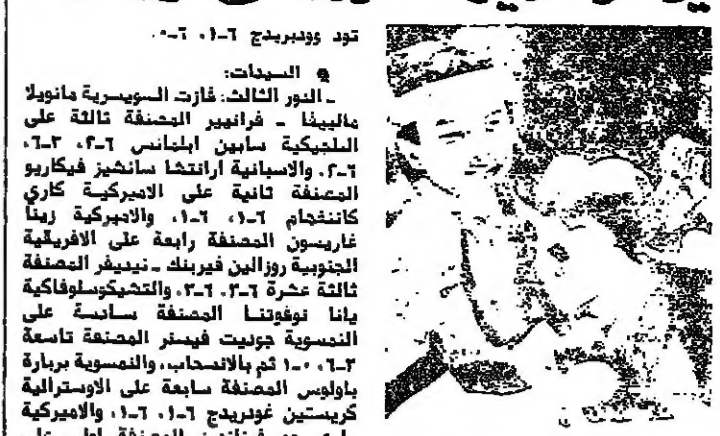 تود وودبريدج ٦-١، ٦-٠.
السيدات:
ـ الدور الثالث: فازت السويسرية مانويلا
مالييفا ـ فرانيير المصنفة ثالثة على
البلجيكية سابين ابلمانس ٦-٢، ٣-٦،
٦-٢، والاسبانية ارانتشا سانشيز فيكاريو
المصنفة ثانية على الاميركية كاري
كاننغهام ٦-١، ٦-١، والاميركية زينا
غاريسون المصنفة رابعة على الافريقية
الجنوبية روزالين فيربنك ـ نيديفر المصنفة
ثالثة عشرة ٦-٣، ٦-٣، والتشيكوسلوفاكية
يانا نوفوتنا المصنفة سادسة على
النمسوية جوديت فيسنر المصنفة تاسعة
٣-٦، ١-٠ ثم بالانسحاب، والنمسوية بربارة
باولوس المصنفة سابعة على الاوسترالية
كريستين غودريدج ٦-١، ٦-١، والاميركية